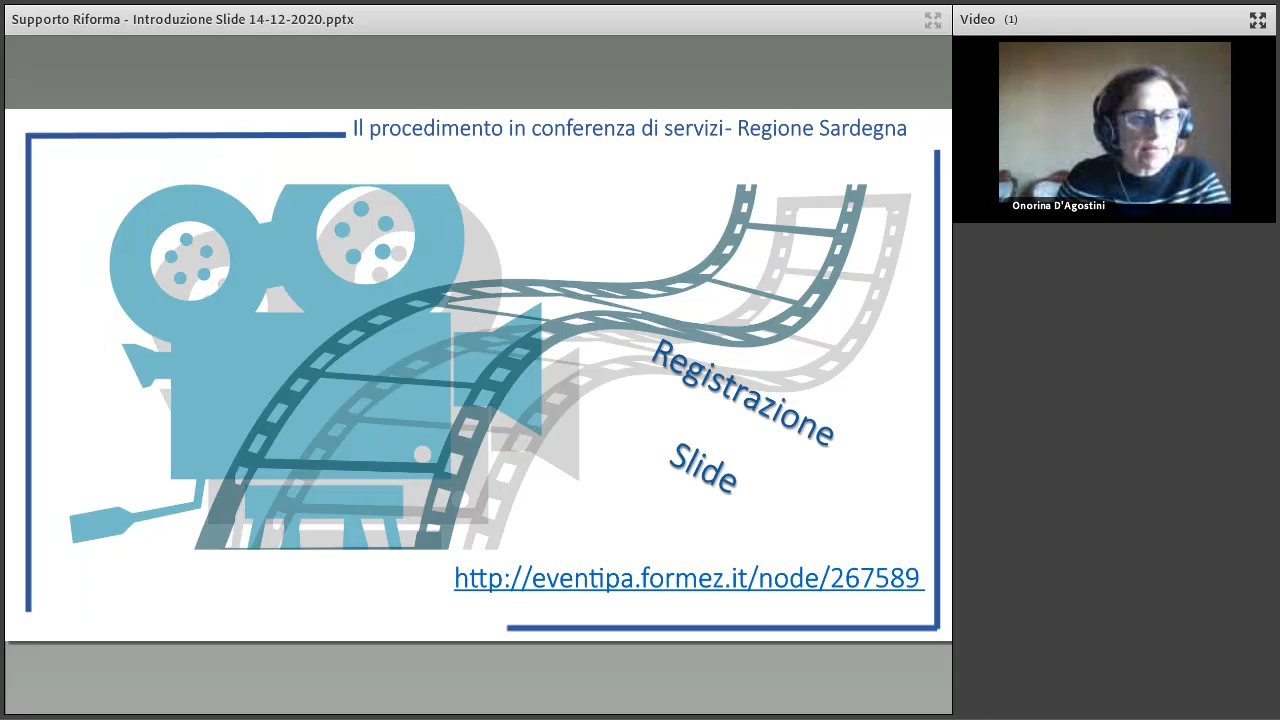 Supporto Riforma - Introduzione Slide 14-12-2020.pptx
Video (1)
Onorina D'Agostini
Il procedimento in conferenza di servizi- Regione Sardegna
Registrazione
Slide
http://eventipa.formez.it/node/267589